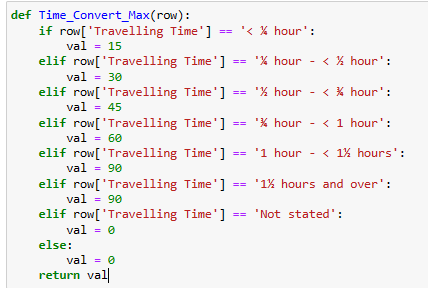 def Time_Convert_Max(row):
    if row['Travelling Time'] == '< ¼ hour':
        val = 15
    elif row['Travelling Time'] == '¼ hour - < ½ hour':
        val = 30
    elif row['Travelling Time'] == '½ hour - < ¾ hour':
        val = 45
    elif row['Travelling Time'] == '¾ hour - < 1 hour':
        val = 60
    elif row['Travelling Time'] == '1 hour - < 1½ hours':
        val = 90
    elif row['Travelling Time'] == '1½ hours and over':
        val = 90
    elif row['Travelling Time'] == 'Not stated':
        val = 0
    else:
        val = 0
    return val